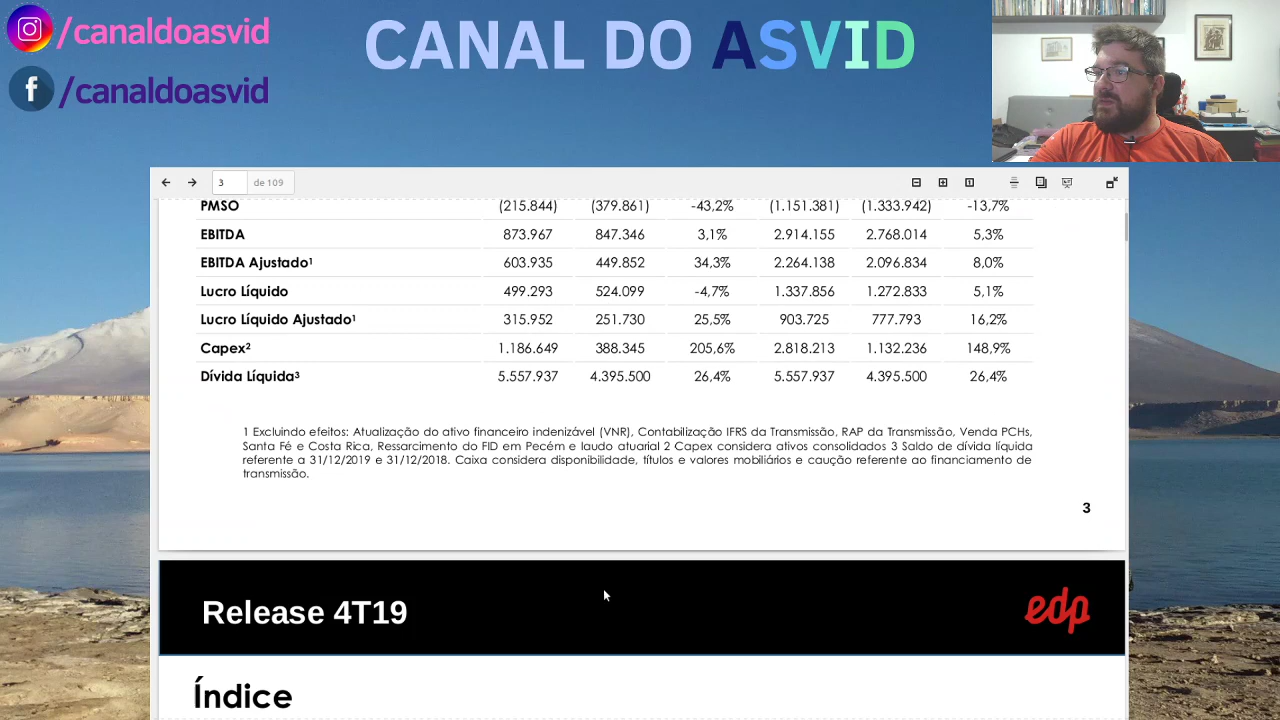 /canaldoasvid
f /canaldoasvid
CANAL DO ASVID
3 de 109
PMSO (215.844) (379.861) -43,2% (1.151.381) (1.333.942) -13,7%
EBITDA 873.967 847.346 3,1% 2.914.155 2.768.014 5,3%
EBITDA Ajustado¹ 603.935 449.852 34,3% 2.264.138 2.096.834 8,0%
Lucro Líquido 499.293 524.099 -4,7% 1.337.856 1.272.833 5,1%
Lucro Líquido Ajustado¹ 315.952 251.730 25,5% 903.725 777.793 16,2%
Capex² 1.186.649 388.345 205,6% 2.818.213 1.132.236 148,9%
Dívida Líquida³ 5.557.937 4.395.500 26,4% 5.557.937 4.395.500 26,4%
1 Excluindo efeitos: Atualização do ativo financeiro indenizável (VNR), Contabilização IFRS da Transmissão, RAP da Transmissão, Venda PCHs,
Santa Fé e Costa Rica, Ressarcimento do FID em Pecém e laudo atuarial 2 Capex considera ativos consolidados 3 Saldo de dívida líquida
referente a 31/12/2019 e 31/12/2018. Caixa considera disponibilidade, títulos e valores mobiliários e caução referente ao financiamento de
transmissão.
3
Release 4T19
edp
Índice